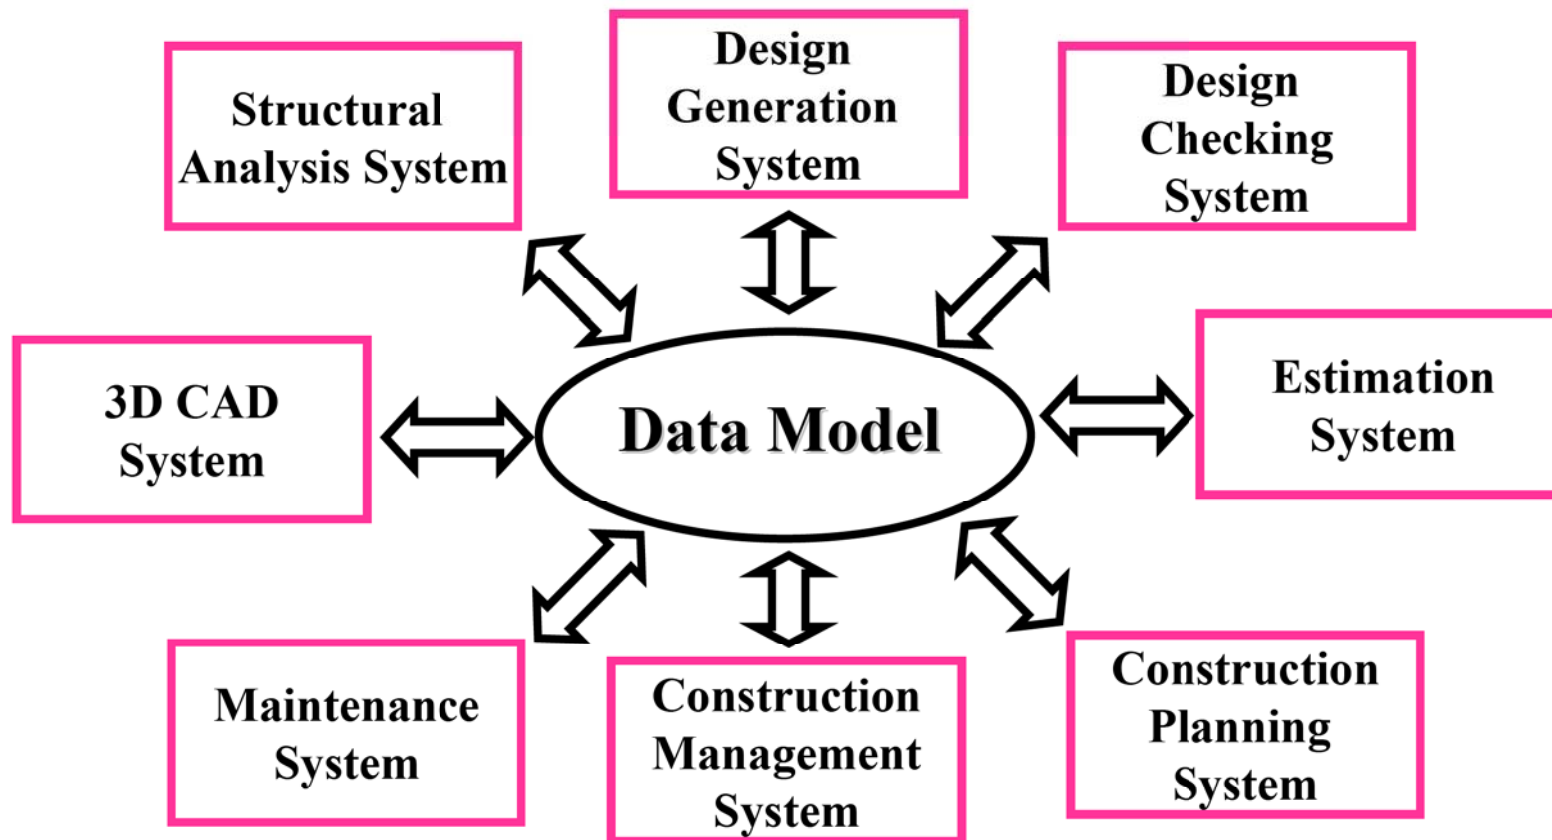 Structural
Analysis System
Design
Generation
System
Design
Checking
System
3D CAD
System
Data Model
Estimation
System
Maintenance
System
Construction
Management
System
Construction
Planning
System